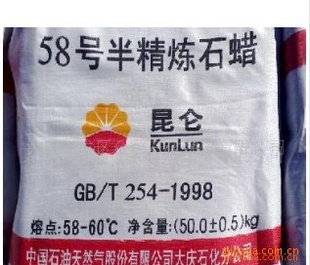 58号半精炼石蜡
昆仑
KunLun
GB/T 254-1998
熔点:58-60℃ 净含量:(50.0±0.5)kg
中国石油天然气股份有限公司大庆石化分公司